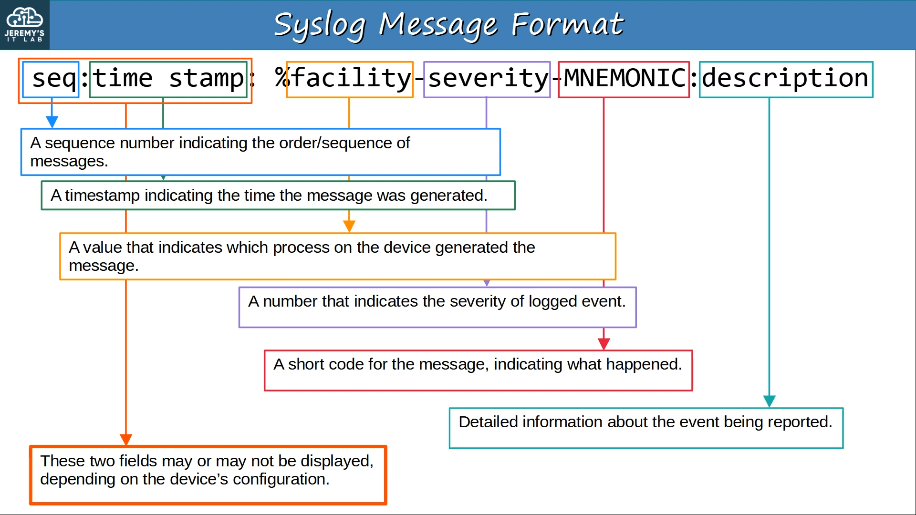 JEREMY'S
IT LAB
Syslog Message Format
seq:time stamp: %facility-severity-MNEMONIC:description
A sequence number indicating the order/sequence of
messages.
A timestamp indicating the time the message was generated.
A value that indicates which process on the device generated the
message.
A number that indicates the severity of logged event.
A short code for the message, indicating what happened.
Detailed information about the event being reported.
These two fields may or may not be displayed,
depending on the device's configuration.